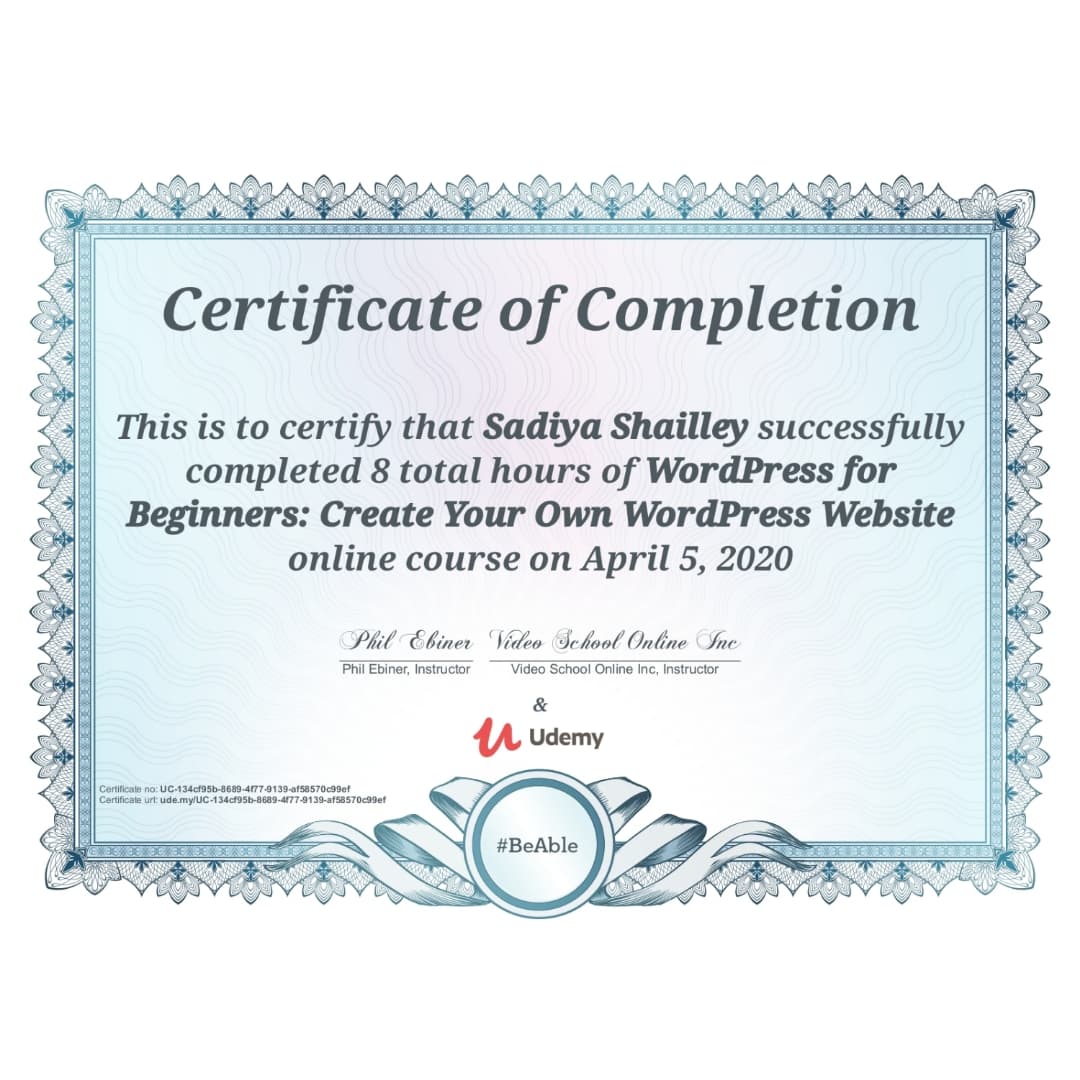 Certificate of Completion
This is to certify that Sadiya Shailley successfully
completed 8 total hours of WordPress for
Beginners: Create Your Own WordPress Website
online course on April 5, 2020
Phil Ebiner Video School Online Inc
Phil Ebiner, Instructor Video School Online Inc, Instructor
&
Udemy
Certificate no: UC-134cf95b-8689-4f77-9139-af58570c99ef
Certificate url: ude.my/UC-134cf95b-8689-4f77-9139-af58570c99ef
#BeAble